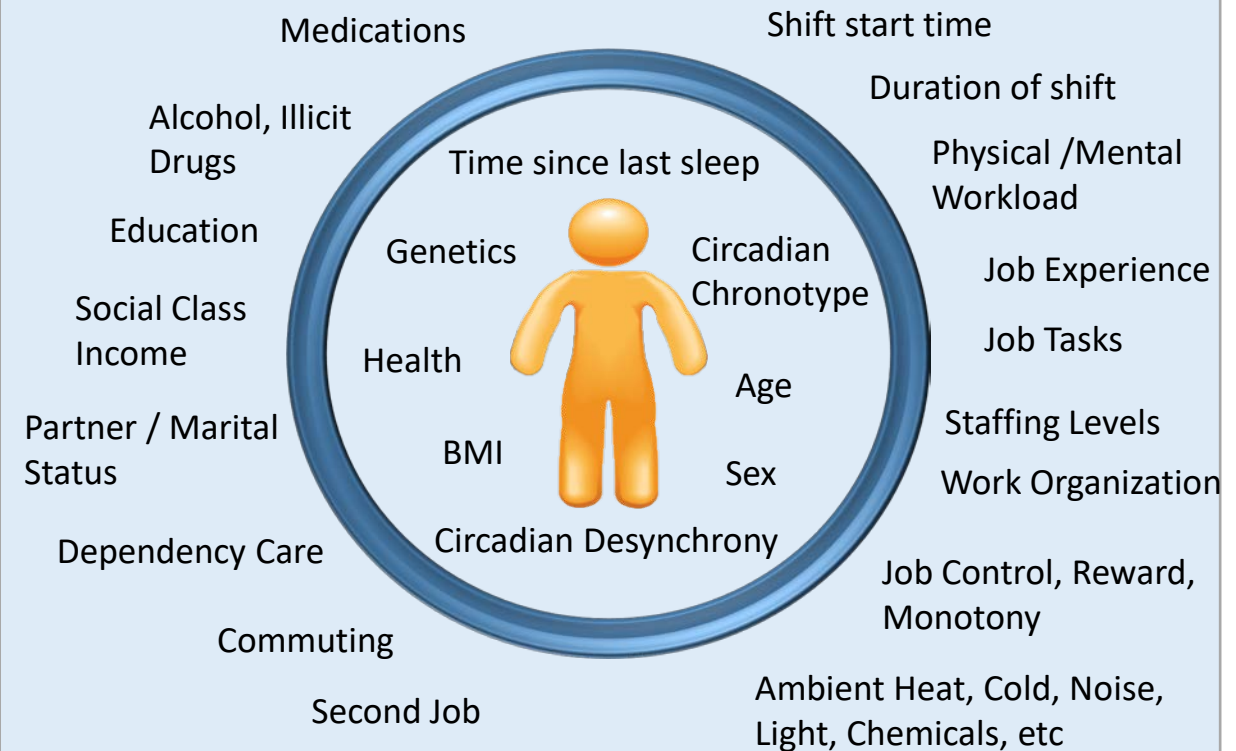 Medications
Shift start time
Duration of shift
Alcohol, Illicit
Drugs
Physical /Mental
Workload
Time since last sleep
Education
Genetics
Circadian
Chronotype
Job Experience
Social Class
Income
Job Tasks
Health
Age
Partner / Marital
Status
Staffing Levels
BMI
Sex
Work Organization
Circadian Desynchrony
Dependency Care
Job Control, Reward,
Monotony
Commuting
Ambient Heat, Cold, Noise,
Light, Chemicals, etc
Second Job